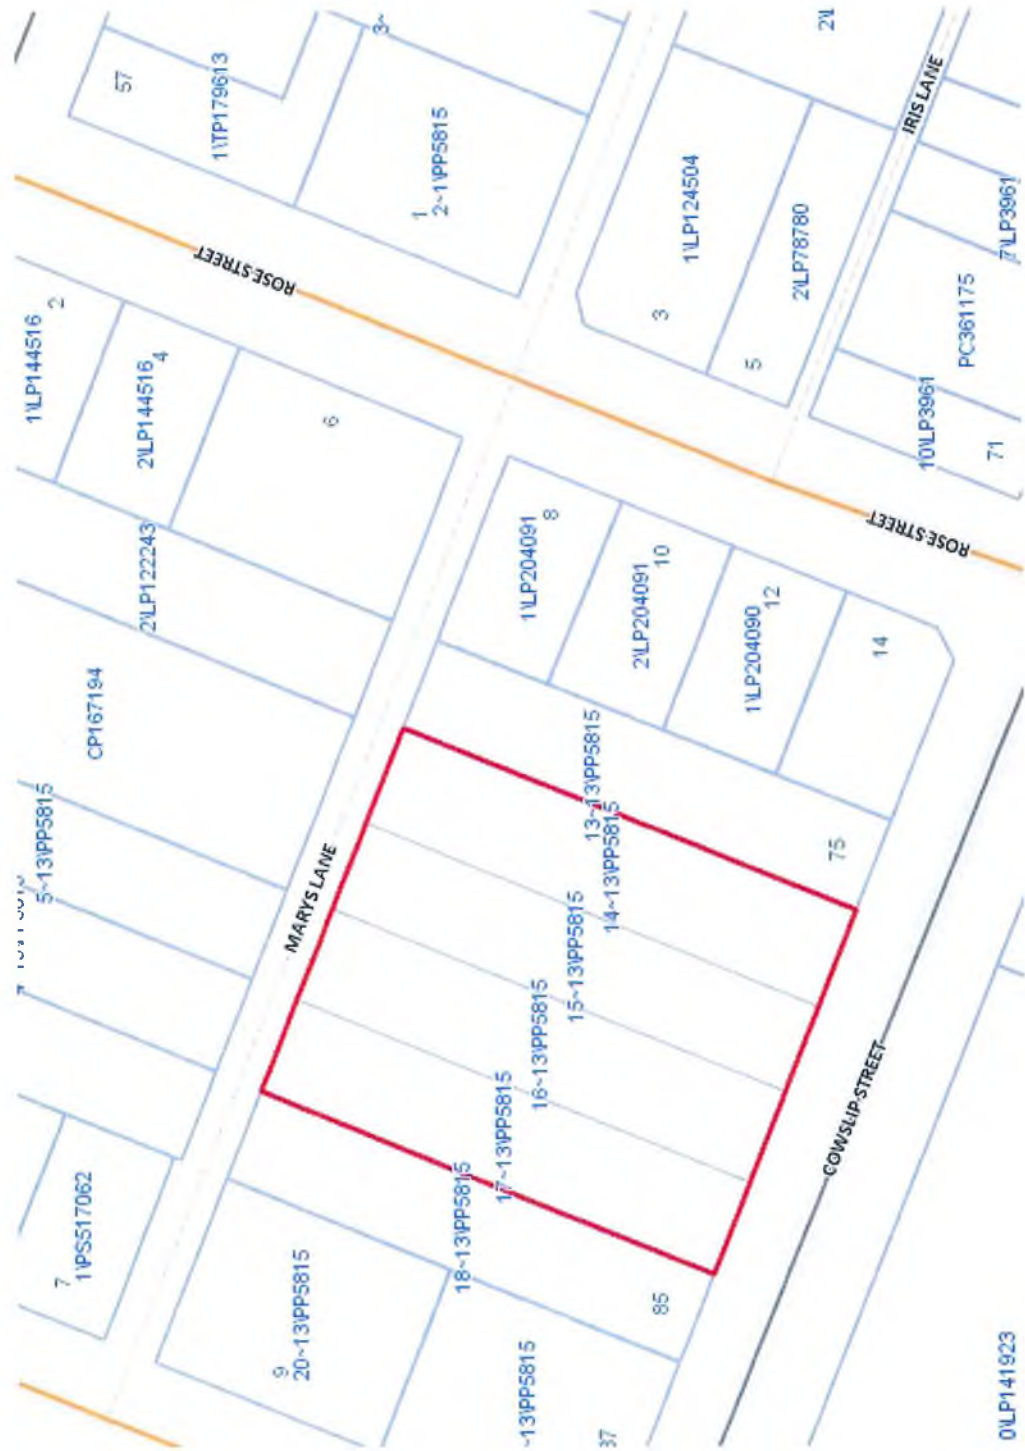 57
1\TP179613
3~
2\L
1
2~1\PP5815
IRIS LANE
1\LP124504
2\LP78780
7\LP3961
ROSE STREET
2
1\LP144516
4
2\LP144516
3
5
PC361175
10\LP3961
71
6
2\LP122243
8
1\LP204091
10
2\LP204091
12
1\LP204090
14
ROSE STREET
CP167194
5~13\PP5815
13~13\PP5815
14~13\PP5815
75
MARYS LANE
15~13\PP5815
16~13\PP5815
17~13\PP5815
18~13\PP5815
COWSLIP STREET
7
1\PS517062
9
20~13\PP5815
85
~13\PP5815
87
0\LP141923